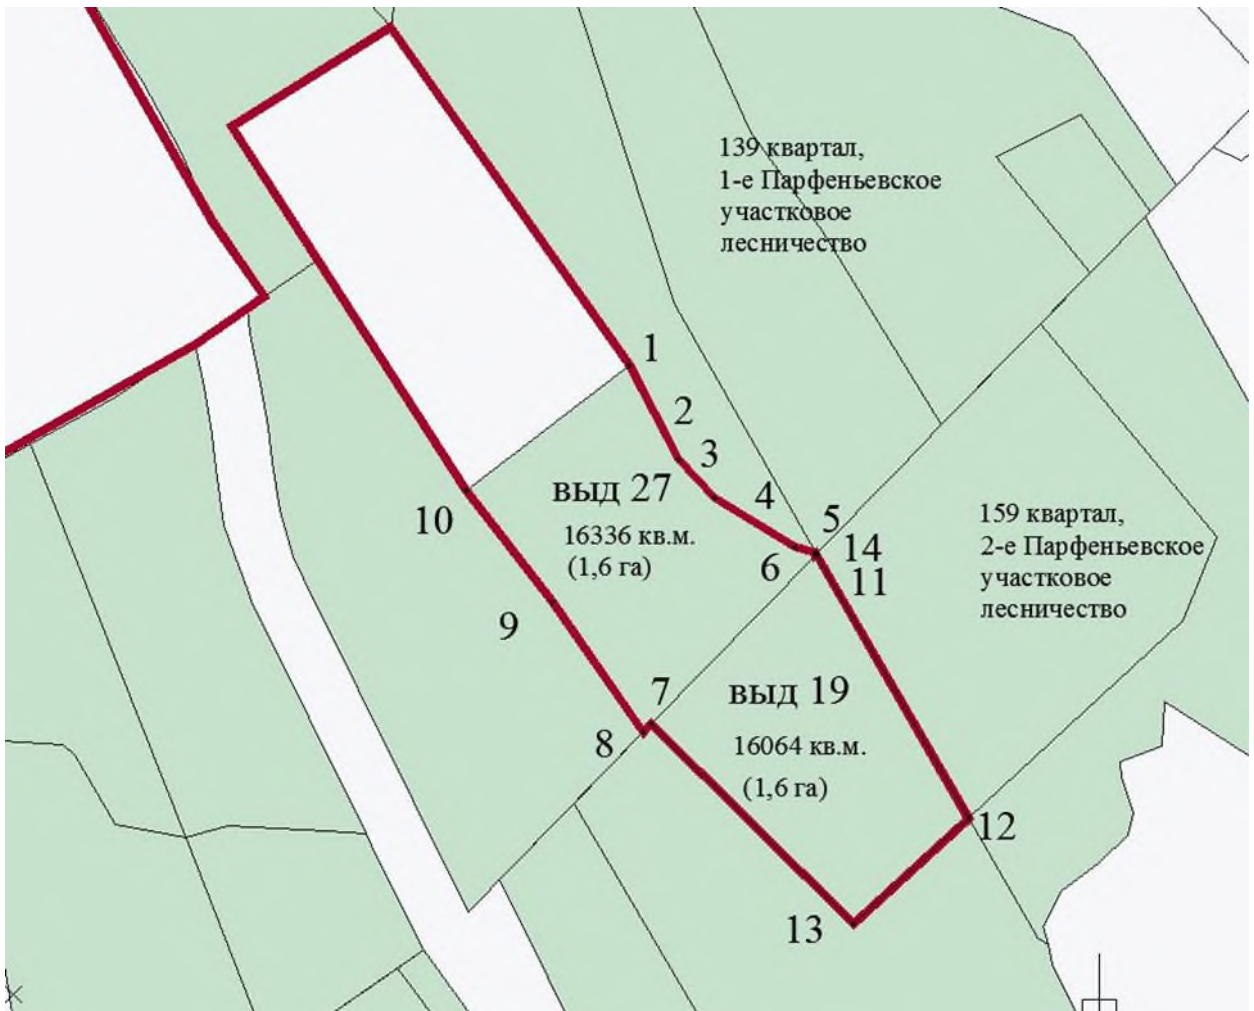 139 квартал,
1-е Парфеньевское
участковое
лесничество
1
2
3
4
5
6
14
11
выд 27
16336 кв.м.
(1,6 га)
10
9
159 квартал,
2-е Парфеньевское
участковое
лесничество
7
8
выд 19
16064 кв.м.
(1,6 га)
12
13